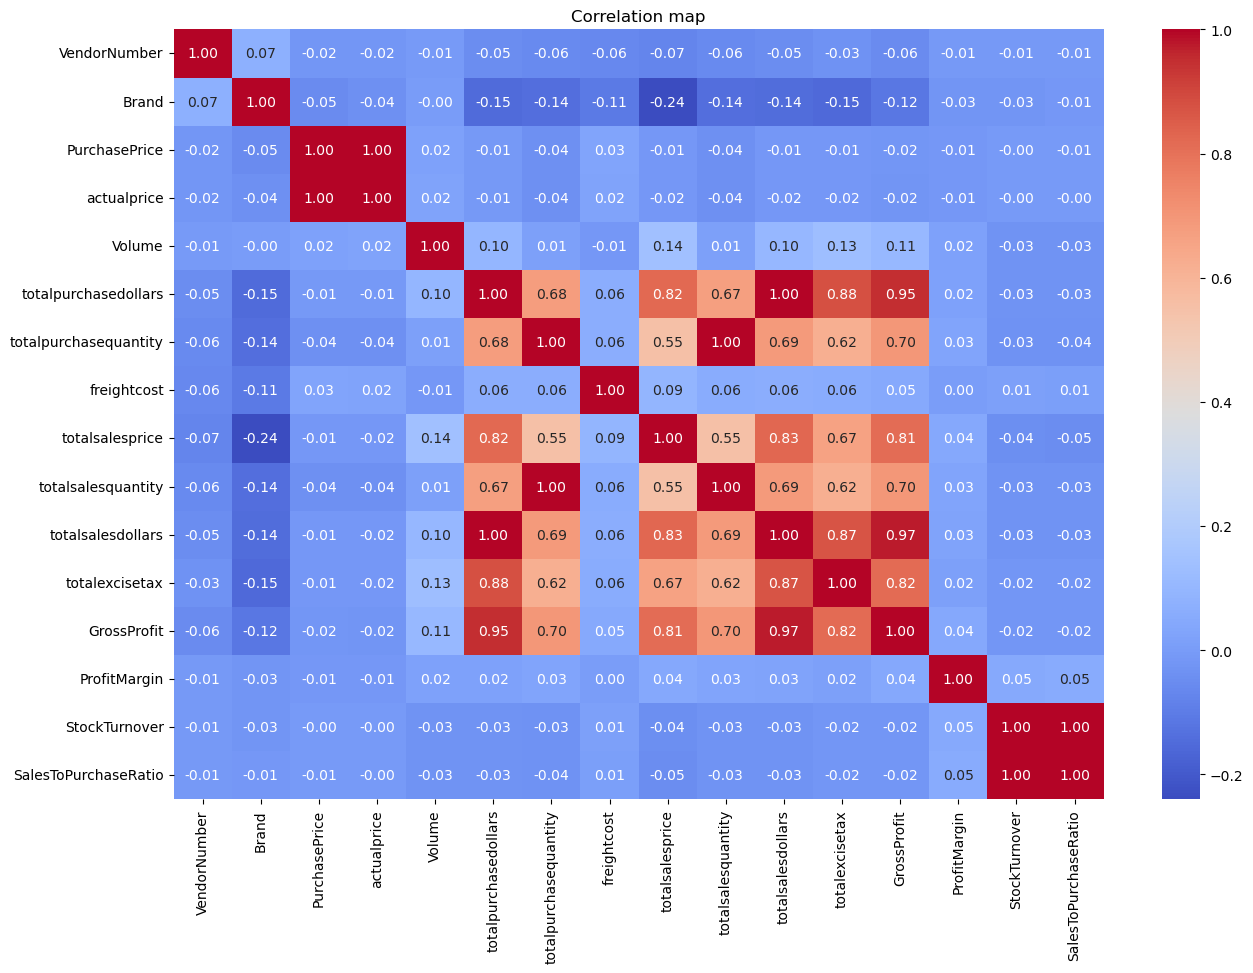 Correlation map
VendorNumber 1.00 0.07 -0.02 -0.02 -0.01 -0.05 -0.06 -0.06 -0.07 -0.06 -0.05 -0.03 -0.06 -0.01 -0.01 -0.01
Brand 0.07 1.00 -0.05 -0.04 -0.00 -0.15 -0.14 -0.11 -0.24 -0.14 -0.14 -0.15 -0.12 -0.03 -0.03 -0.01
PurchasePrice -0.02 -0.05 1.00 1.00 0.02 -0.01 -0.04 0.03 -0.01 -0.04 -0.01 -0.01 -0.02 -0.01 -0.00 -0.01
actualprice -0.02 -0.04 1.00 1.00 0.02 -0.01 -0.04 0.02 -0.02 -0.04 -0.02 -0.02 -0.02 -0.01 -0.00 -0.00
Volume -0.01 -0.00 0.02 0.02 1.00 0.10 0.01 -0.01 0.14 0.01 0.10 0.13 0.11 0.02 -0.03 -0.03
totalpurchasedollars -0.05 -0.15 -0.01 -0.01 0.10 1.00 0.68 0.06 0.82 0.67 1.00 0.88 0.95 0.02 -0.03 -0.03
totalpurchasequantity -0.06 -0.14 -0.04 -0.04 0.01 0.68 1.00 0.06 0.55 1.00 0.69 0.62 0.70 0.03 -0.03 -0.04
freightcost -0.06 -0.11 0.03 0.02 -0.01 0.06 0.06 1.00 0.09 0.06 0.06 0.06 0.05 0.00 0.01 0.01
totalsalesprice -0.07 -0.24 -0.01 -0.02 0.14 0.82 0.55 0.09 1.00 0.55 0.83 0.67 0.81 0.04 -0.04 -0.05
totalsalesquantity -0.06 -0.14 -0.04 -0.04 0.01 0.67 1.00 0.06 0.55 1.00 0.69 0.62 0.70 0.03 -0.03 -0.03
totalsalesdollars -0.05 -0.14 -0.01 -0.02 0.10 1.00 0.69 0.06 0.83 0.69 1.00 0.87 0.97 0.03 -0.03 -0.03
totalexcisetax -0.03 -0.15 -0.01 -0.02 0.13 0.88 0.62 0.06 0.67 0.62 0.87 1.00 0.82 0.02 -0.02 -0.02
GrossProfit -0.06 -0.12 -0.02 -0.02 0.11 0.95 0.70 0.05 0.81 0.70 0.97 0.82 1.00 0.04 -0.02 -0.02
ProfitMargin -0.01 -0.03 -0.01 -0.01 0.02 0.02 0.03 0.00 0.04 0.03 0.03 0.02 0.04 1.00 0.05 0.05
StockTurnover -0.01 -0.03 -0.00 -0.00 -0.03 -0.03 -0.03 0.01 -0.04 -0.03 -0.03 -0.02 -0.02 0.05 1.00 1.00
SalesToPurchaseRatio -0.01 -0.01 -0.01 -0.00 -0.03 -0.03 -0.04 0.01 -0.05 -0.03 -0.03 -0.02 -0.02 0.05 1.00 1.00
VendorNumber
Brand
PurchasePrice
actualprice
Volume
totalpurchasedollars
totalpurchasequantity
freightcost
totalsalesprice
totalsalesquantity
totalsalesdollars
totalexcisetax
GrossProfit
ProfitMargin
StockTurnover
SalesToPurchaseRatio
1.0
0.8
0.6
0.4
0.2
0.0
−0.2